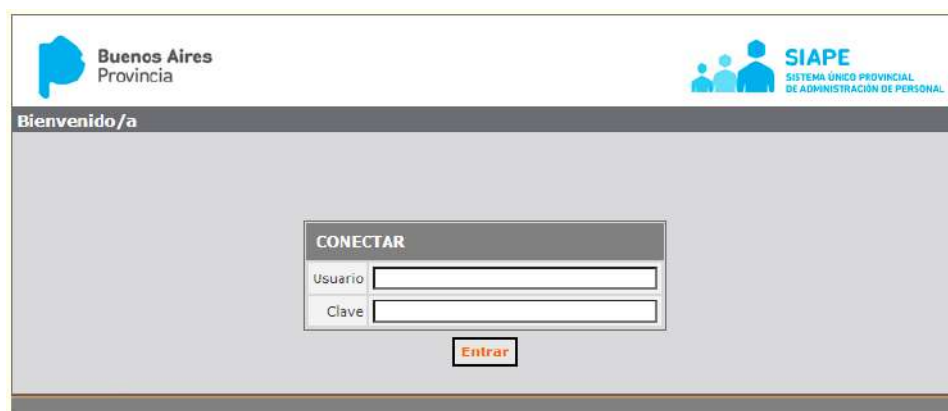 Buenos Aires
Provincia
SIAPE
SISTEMA ÚNICO PROVINCIAL
DE ADMINISTRACIÓN DE PERSONAL
Bienvenido/a
CONECTAR
Usuario
Clave
Entrar